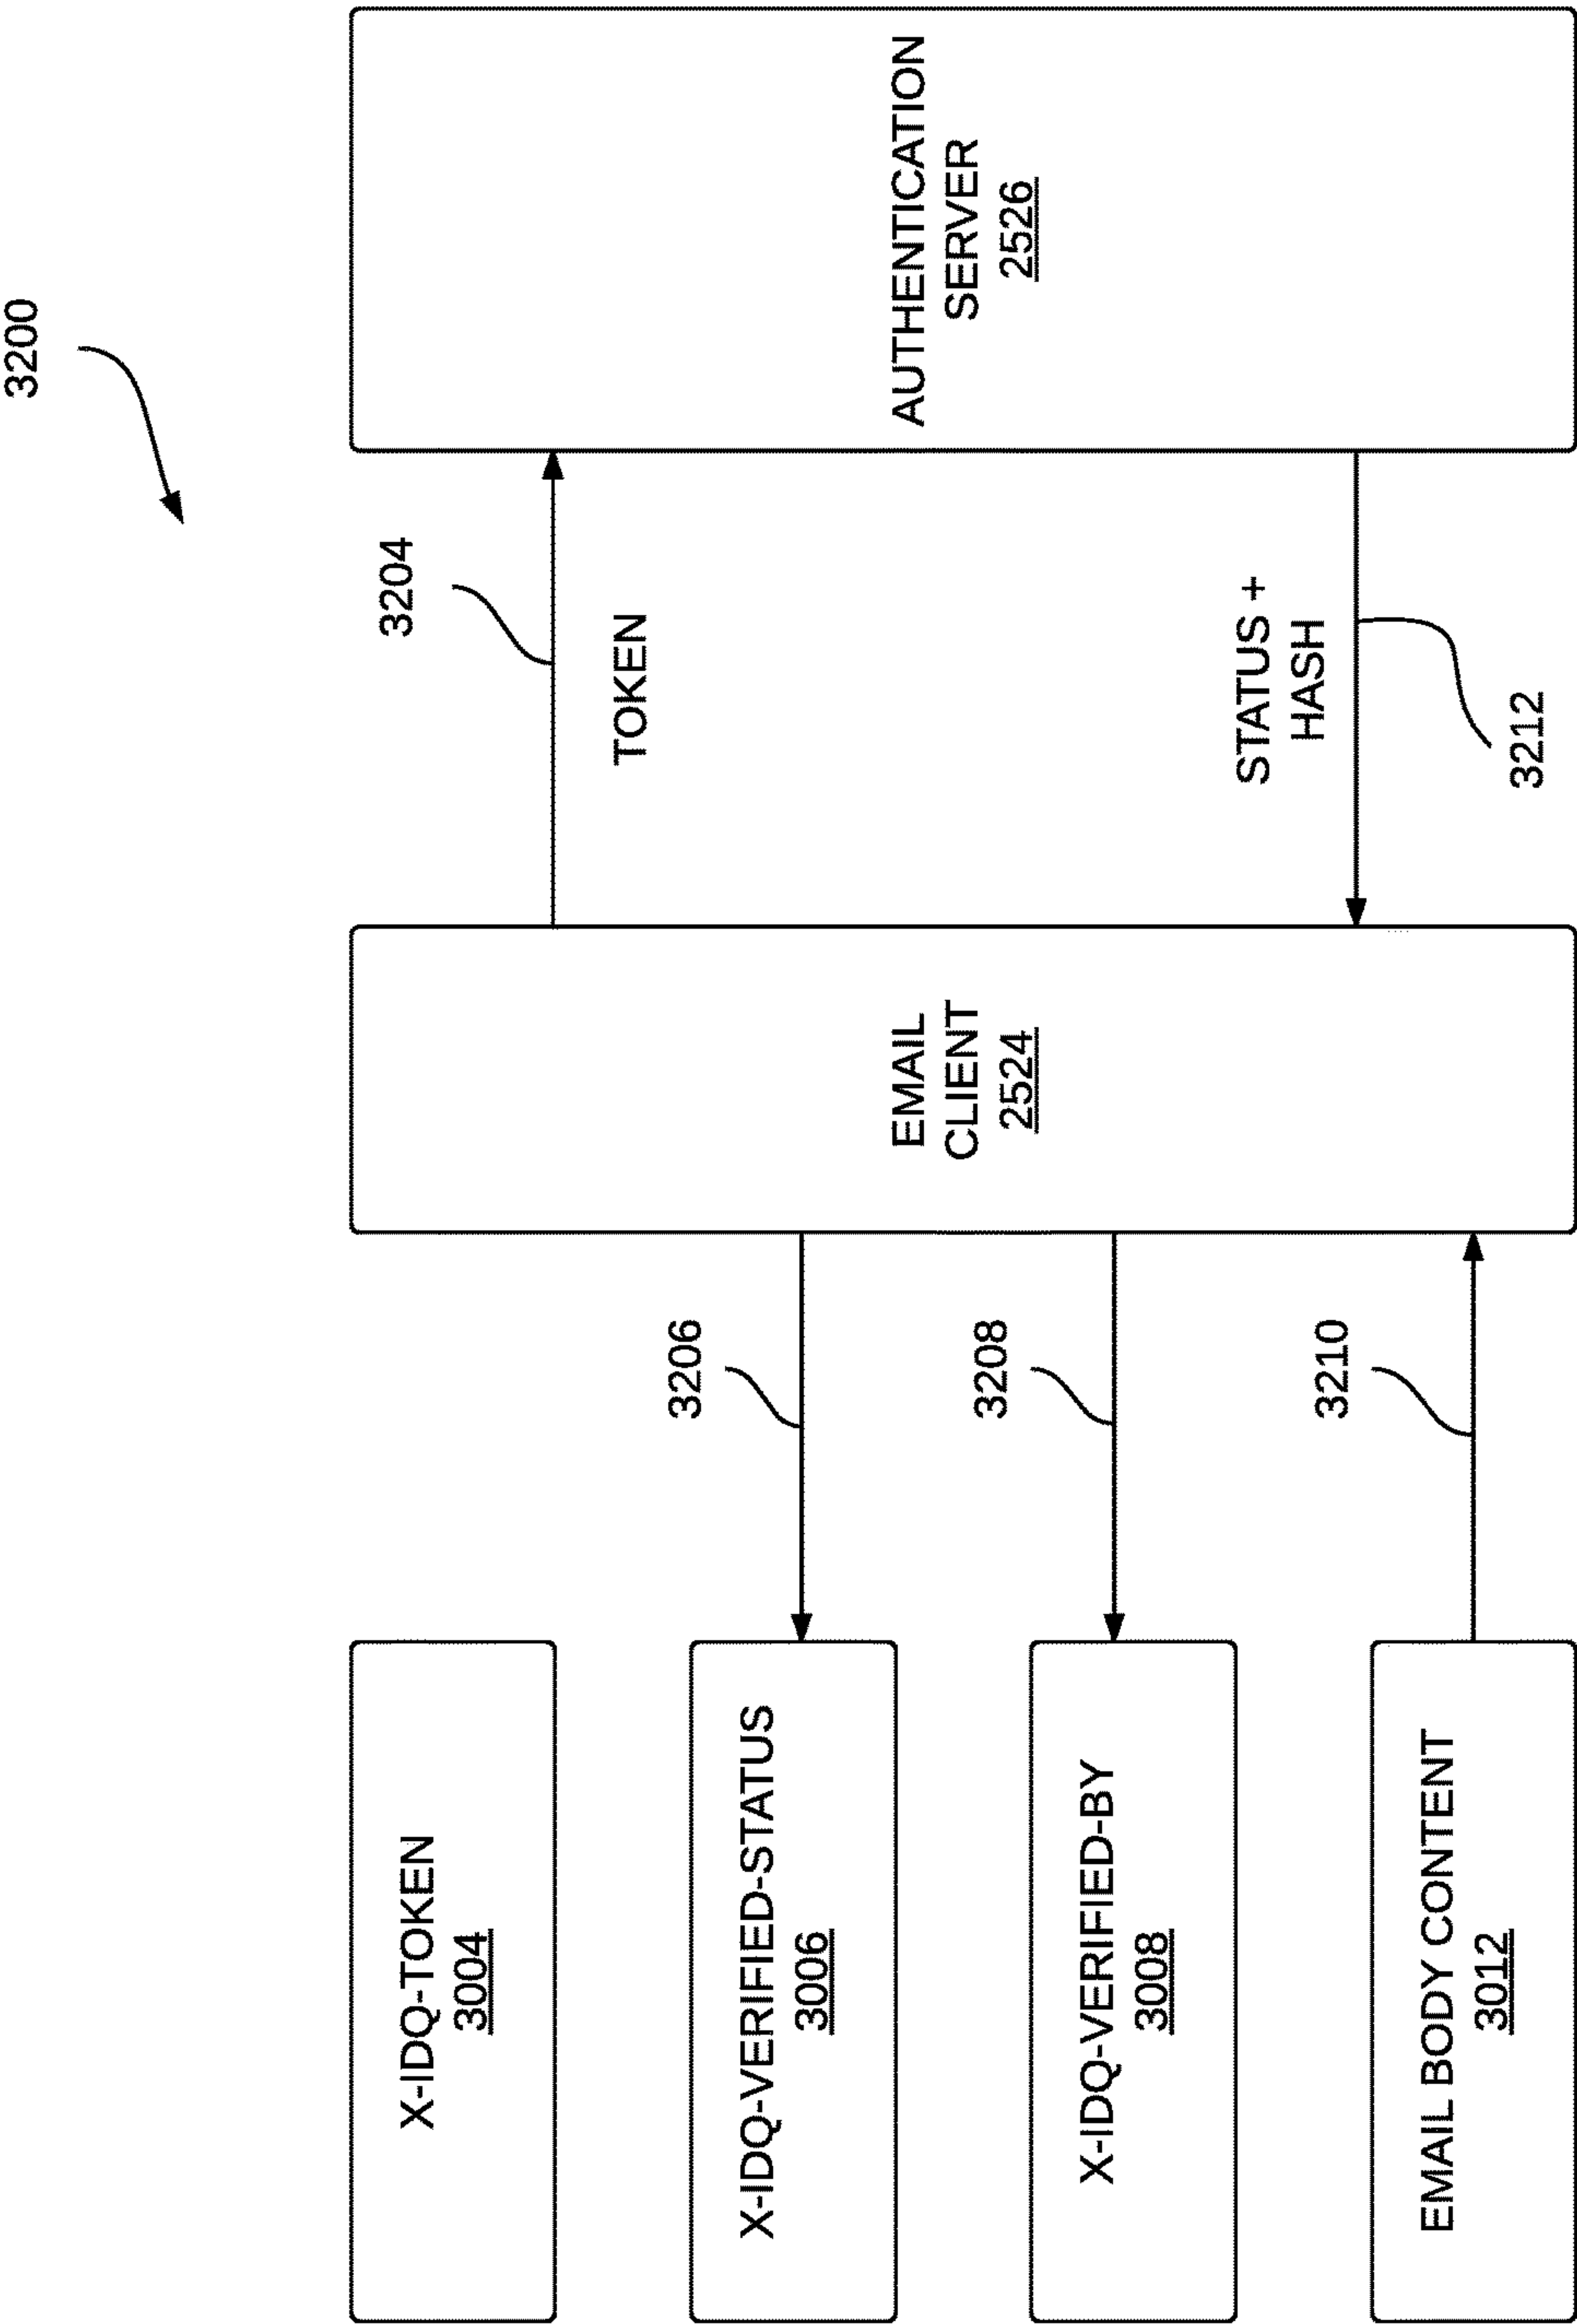 3200
X-IDQ-TOKEN
3004
X-IDQ-VERIFIED-STATUS
3006
X-IDQ-VERIFIED-BY
3008
EMAIL BODY CONTENT
3012
3206
3208
3210
EMAIL
CLIENT
2524
3204
TOKEN
STATUS +
HASH
3212
AUTHENTICATION
SERVER
2526